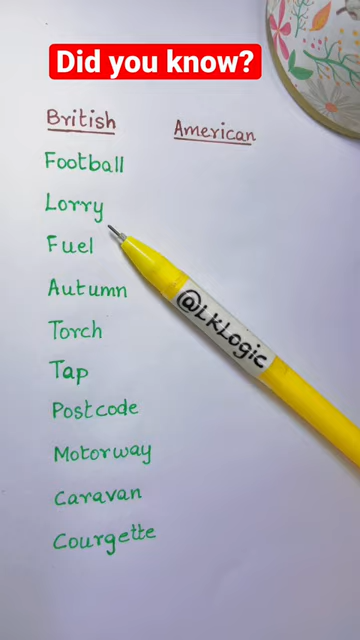 Did you know?
British
American
Football
Lorry
Fuel
Autumn
Torch
Tap
Postcode
Motorway
Caravan
Courgette
@LKLogic